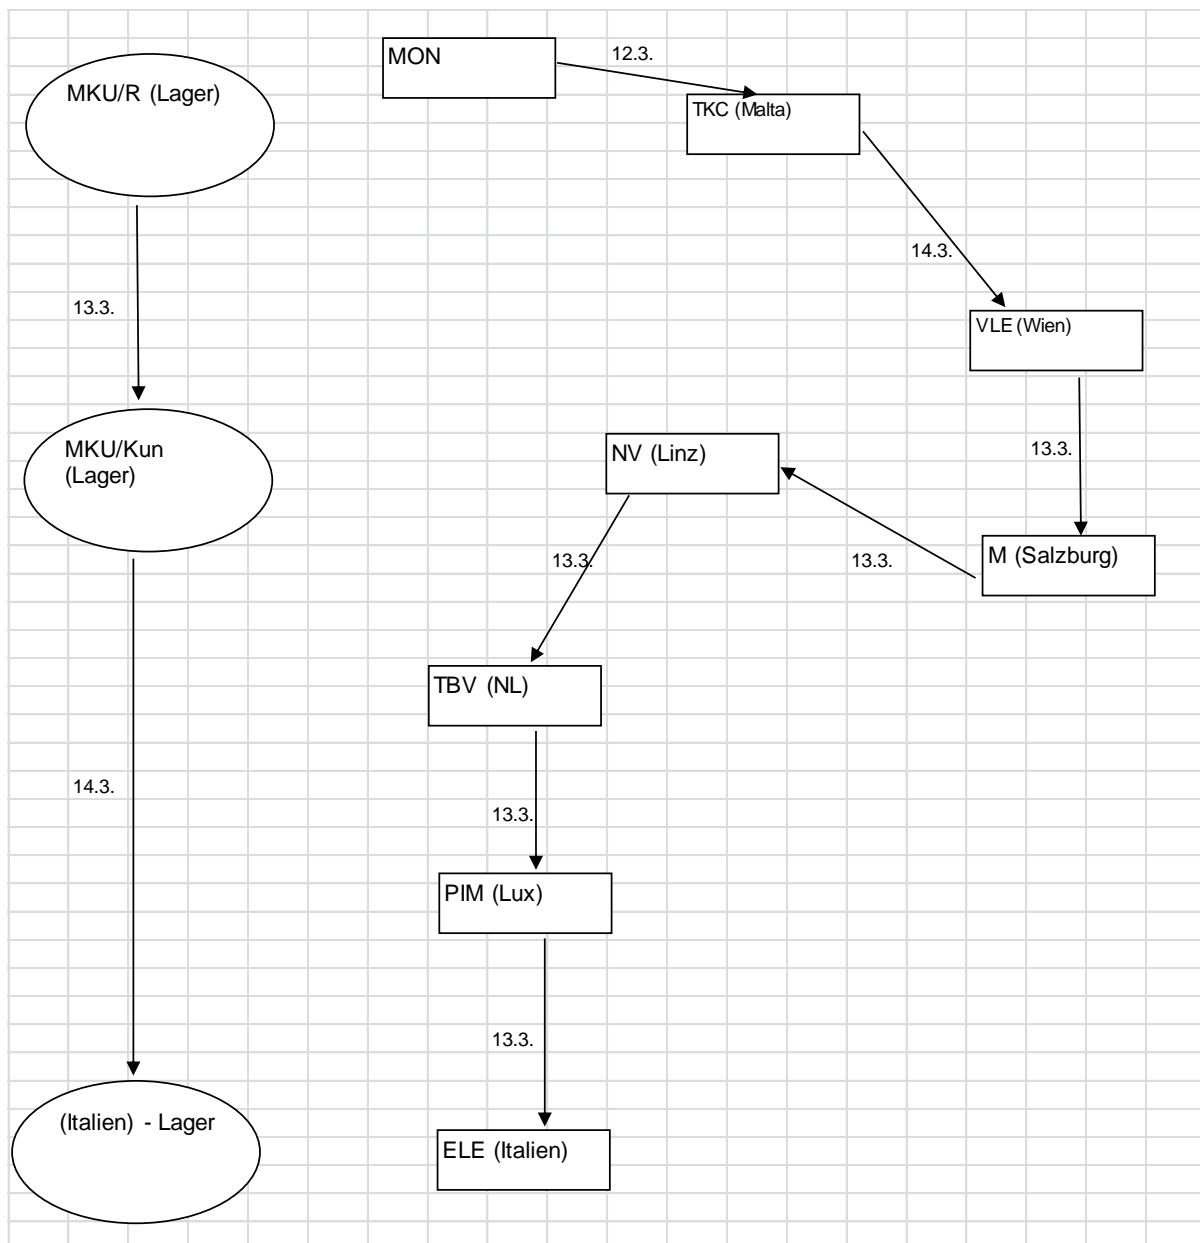 MON
12.3.
MKU/R (Lager)
TKC (Malta)
14.3.
13.3.
VLE (Wien)
MKU/Kun
(Lager)
NV (Linz)
13.3.
M (Salzburg)
13.3.
13.3.
TBV (NL)
14.3.
13.3.
PIM (Lux)
13.3.
(Italien) - Lager
ELE (Italien)